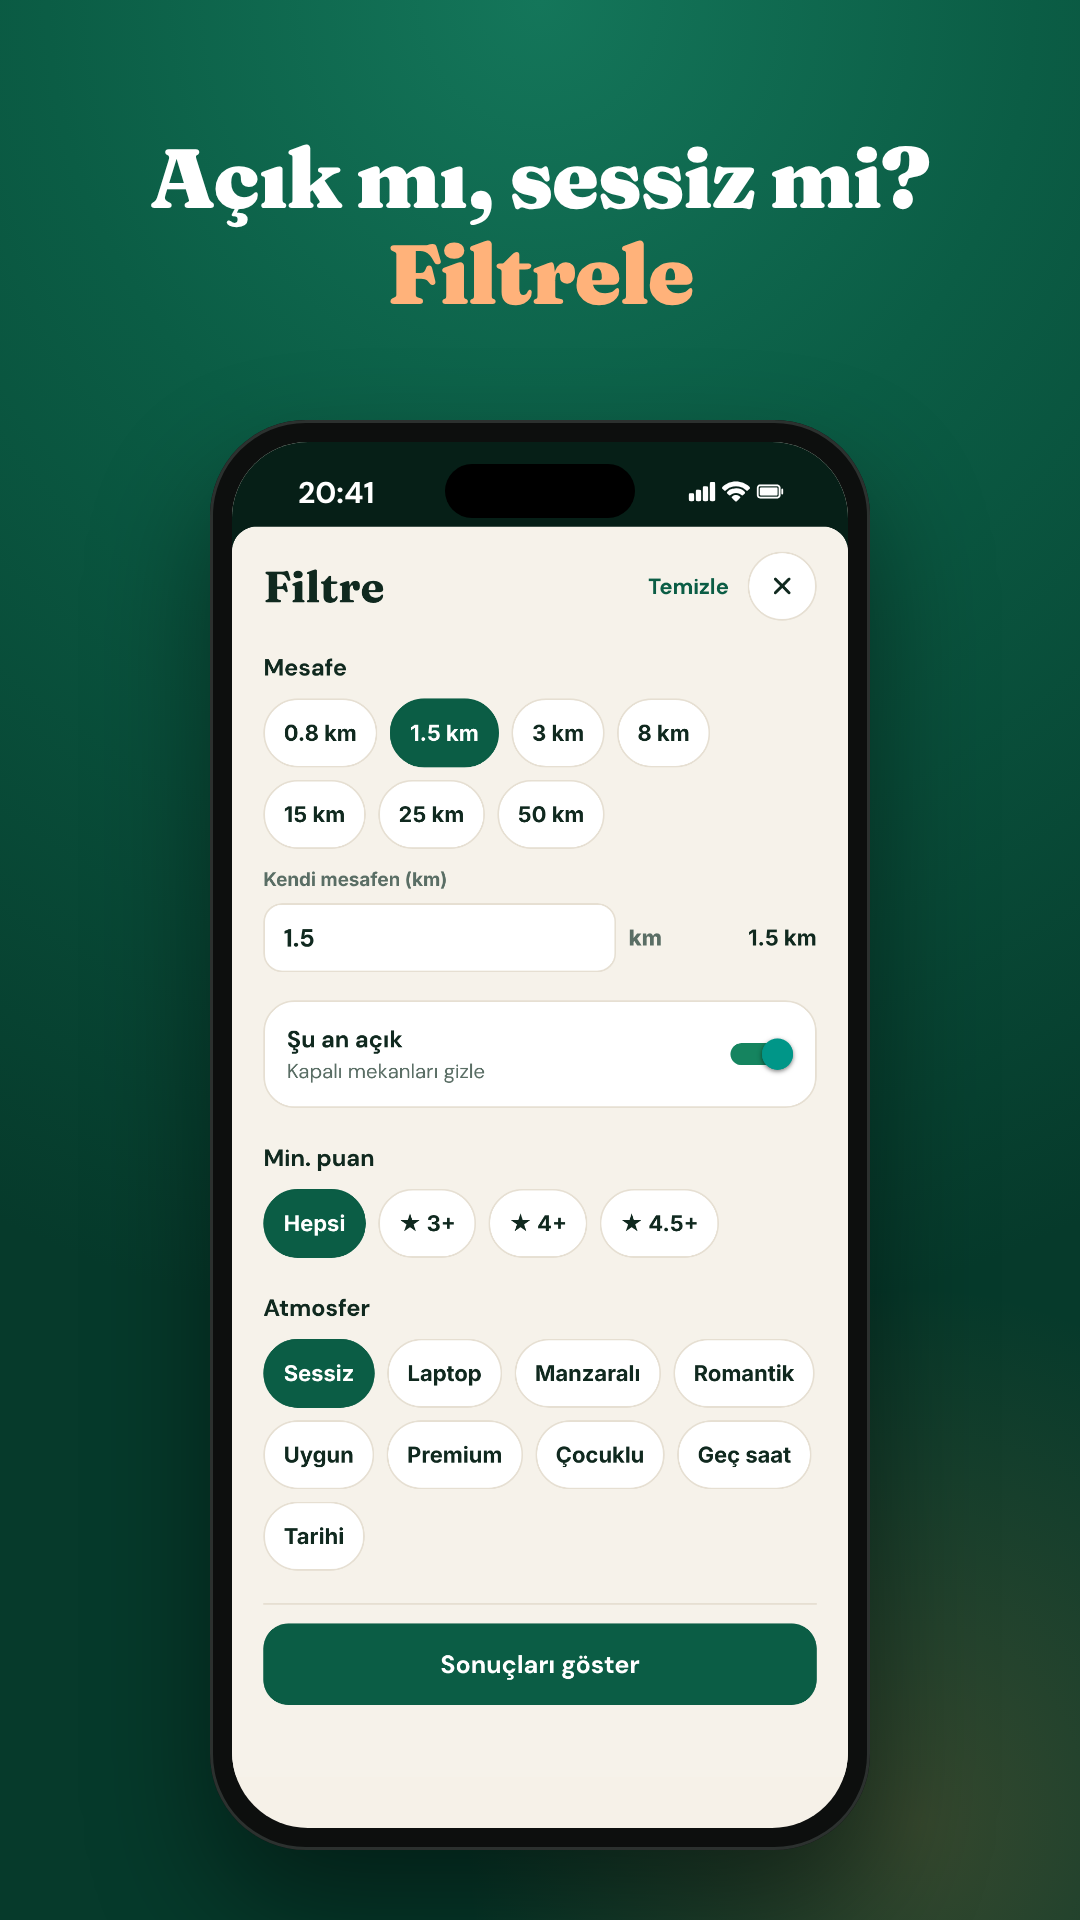 Açık mı, sessiz mi?
Filtrele
20:41
Filtre
Temizle
Mesafe
0.8 km 1.5 km 3 km 8 km
15 km 25 km 50 km
Kendi mesafen (km)
1.5 km 1.5 km
Şu an açık
Kapalı mekanları gizle
Min. puan
Hepsi ★ 3+ ★ 4+ ★ 4.5+
Atmosfer
Sessiz Laptop Manzaralı Romantik
Uygun Premium Çocuklu Geç saat
Tarihi
Sonuçları göster